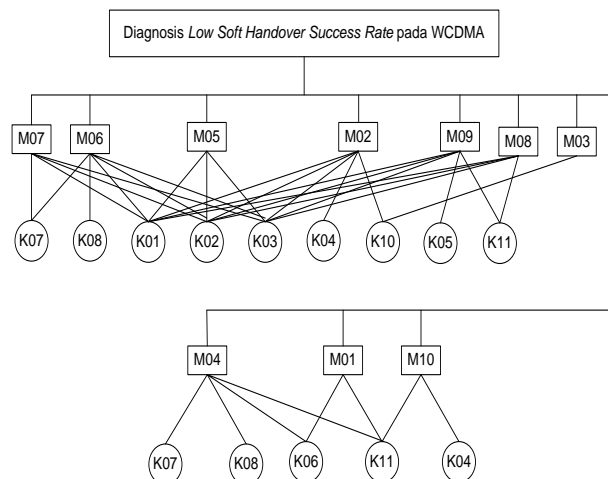 Diagnosis Low Soft Handover Success Rate pada WCDMA
M07 M06 M05 M02 M09 M08 M03
K07 K08 K01 K02 K03 K04 K10 K05 K11
M04 M01 M10
K07 K08 K06 K11 K04